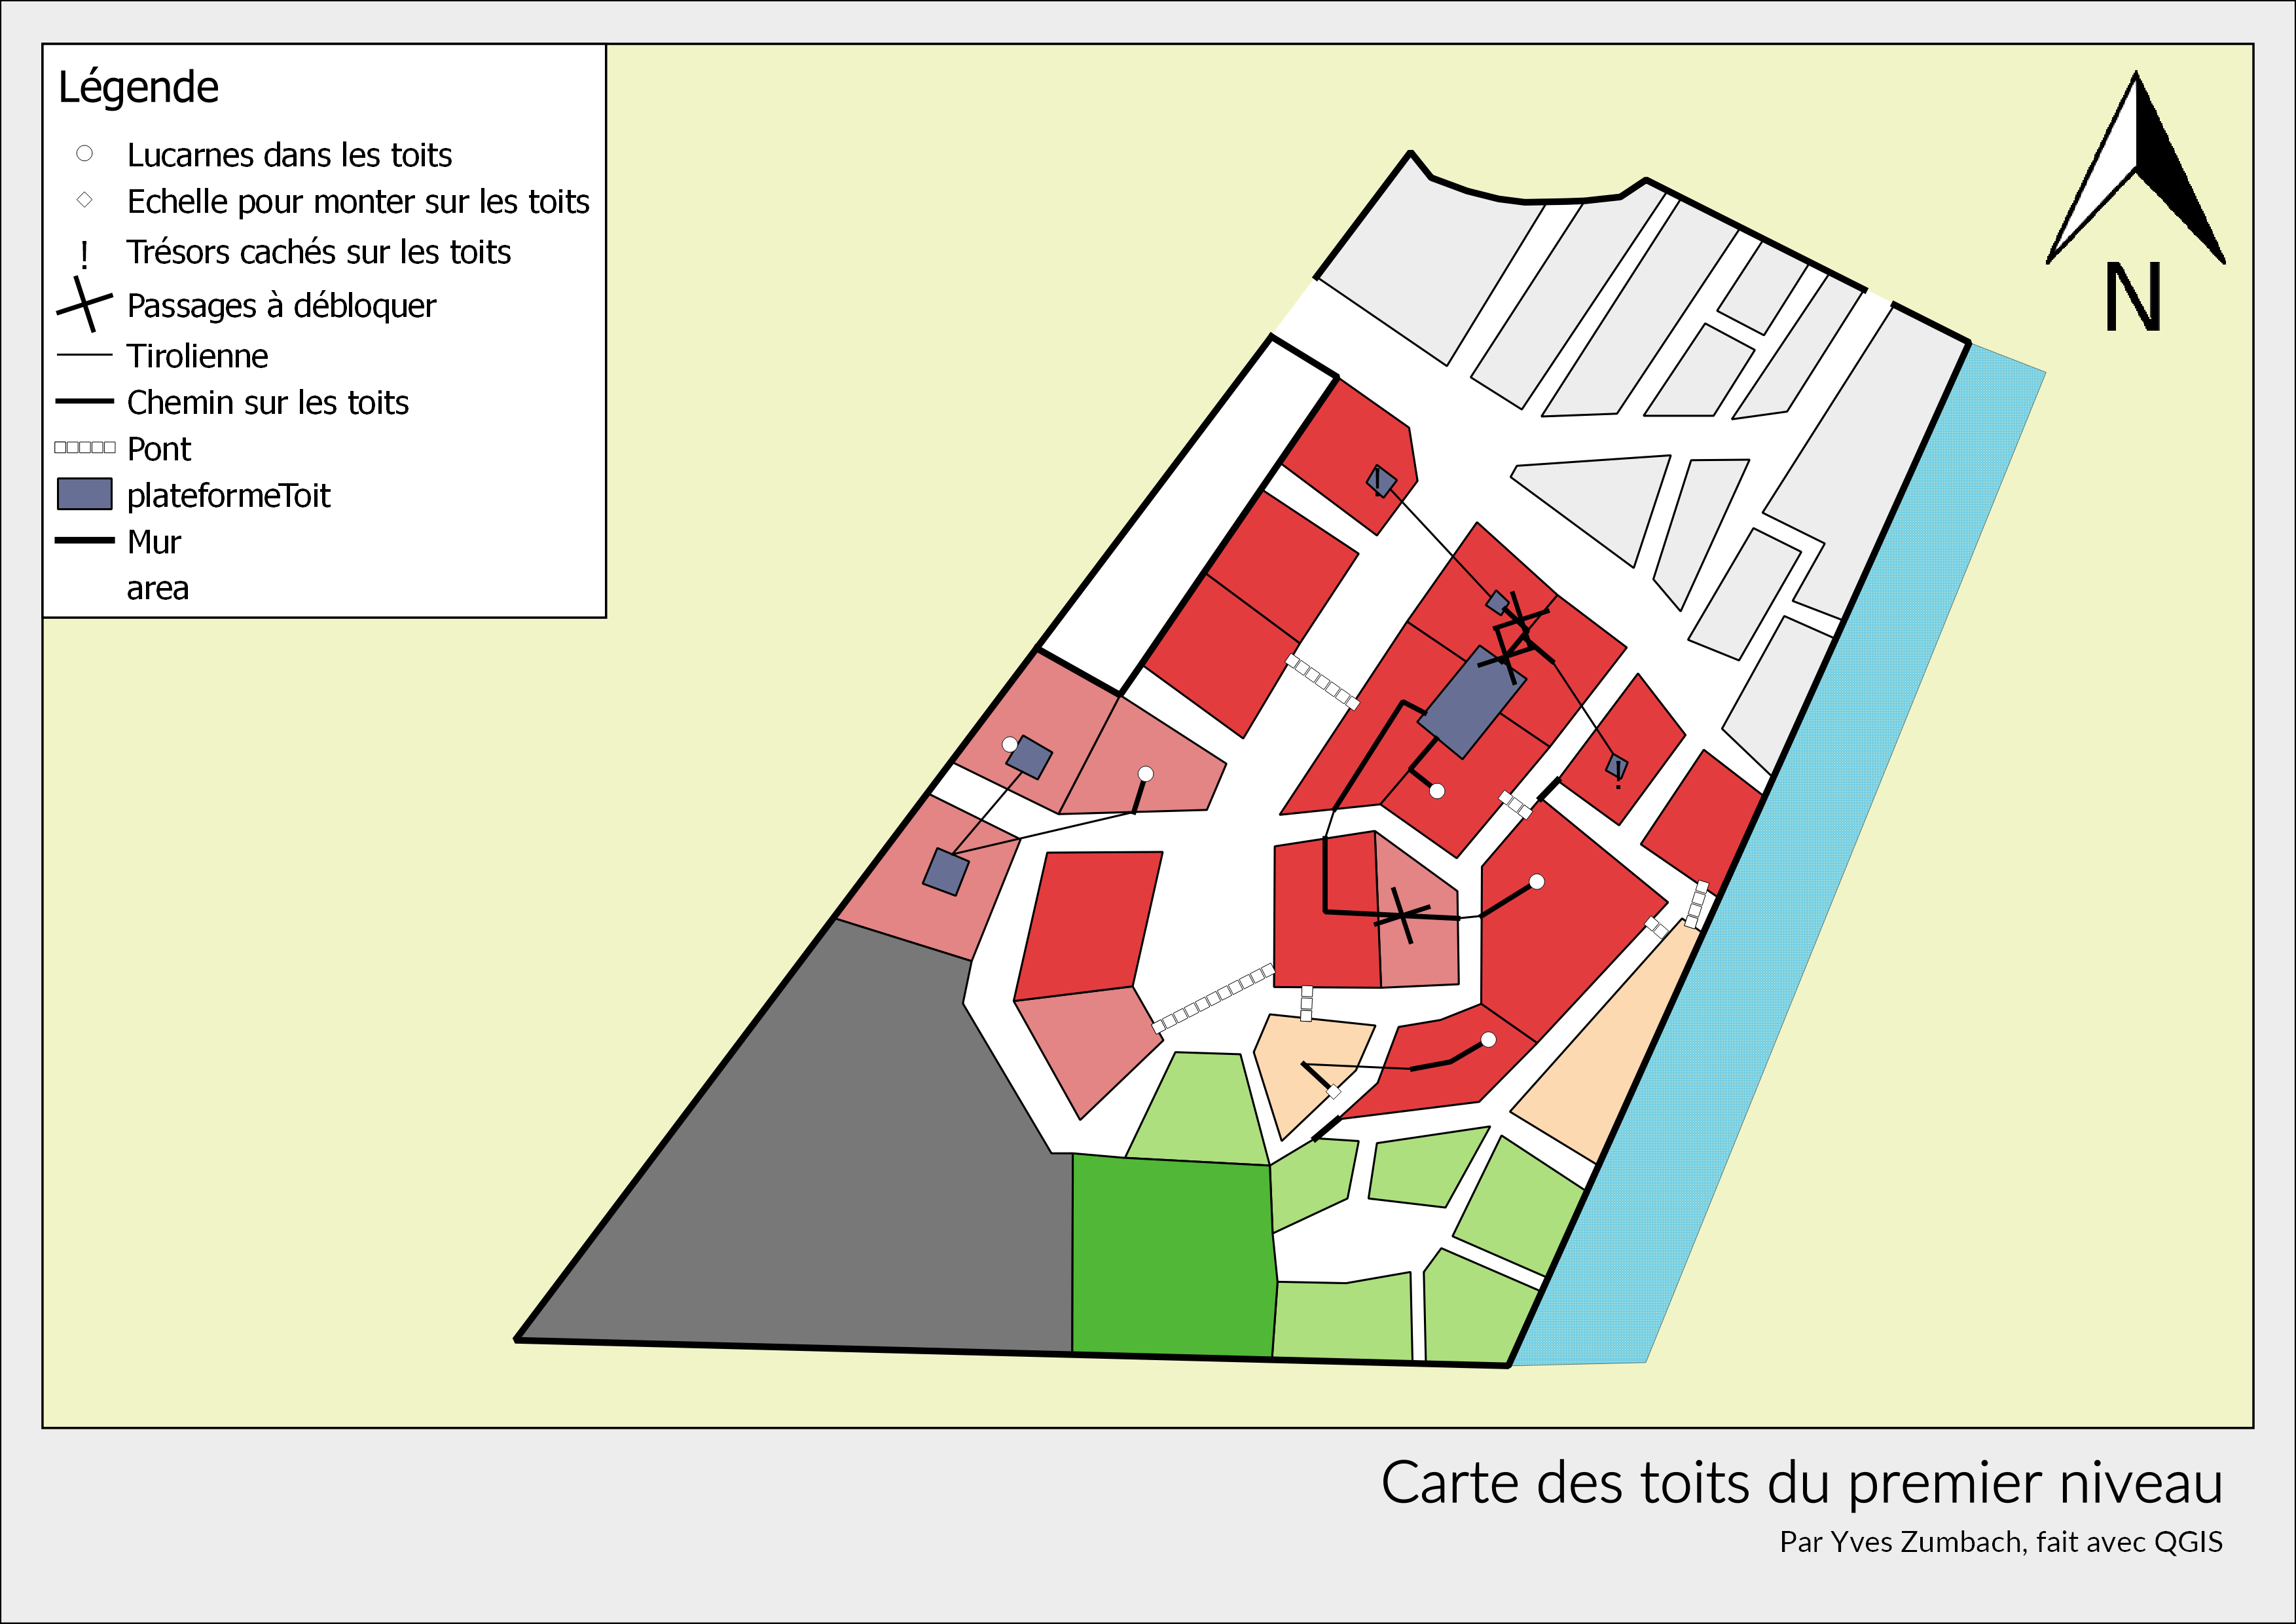 Légende
Lucarnes dans les toits
Echelle pour monter sur les toits
! Trésors cachés sur les toits
Passages à débloquer
Tirolienne
Chemin sur les toits
Pont
plateformeToit
Mur
area
N
!
!
Carte des toits du premier niveau
Par Yves Zumbach, fait avec QGIS